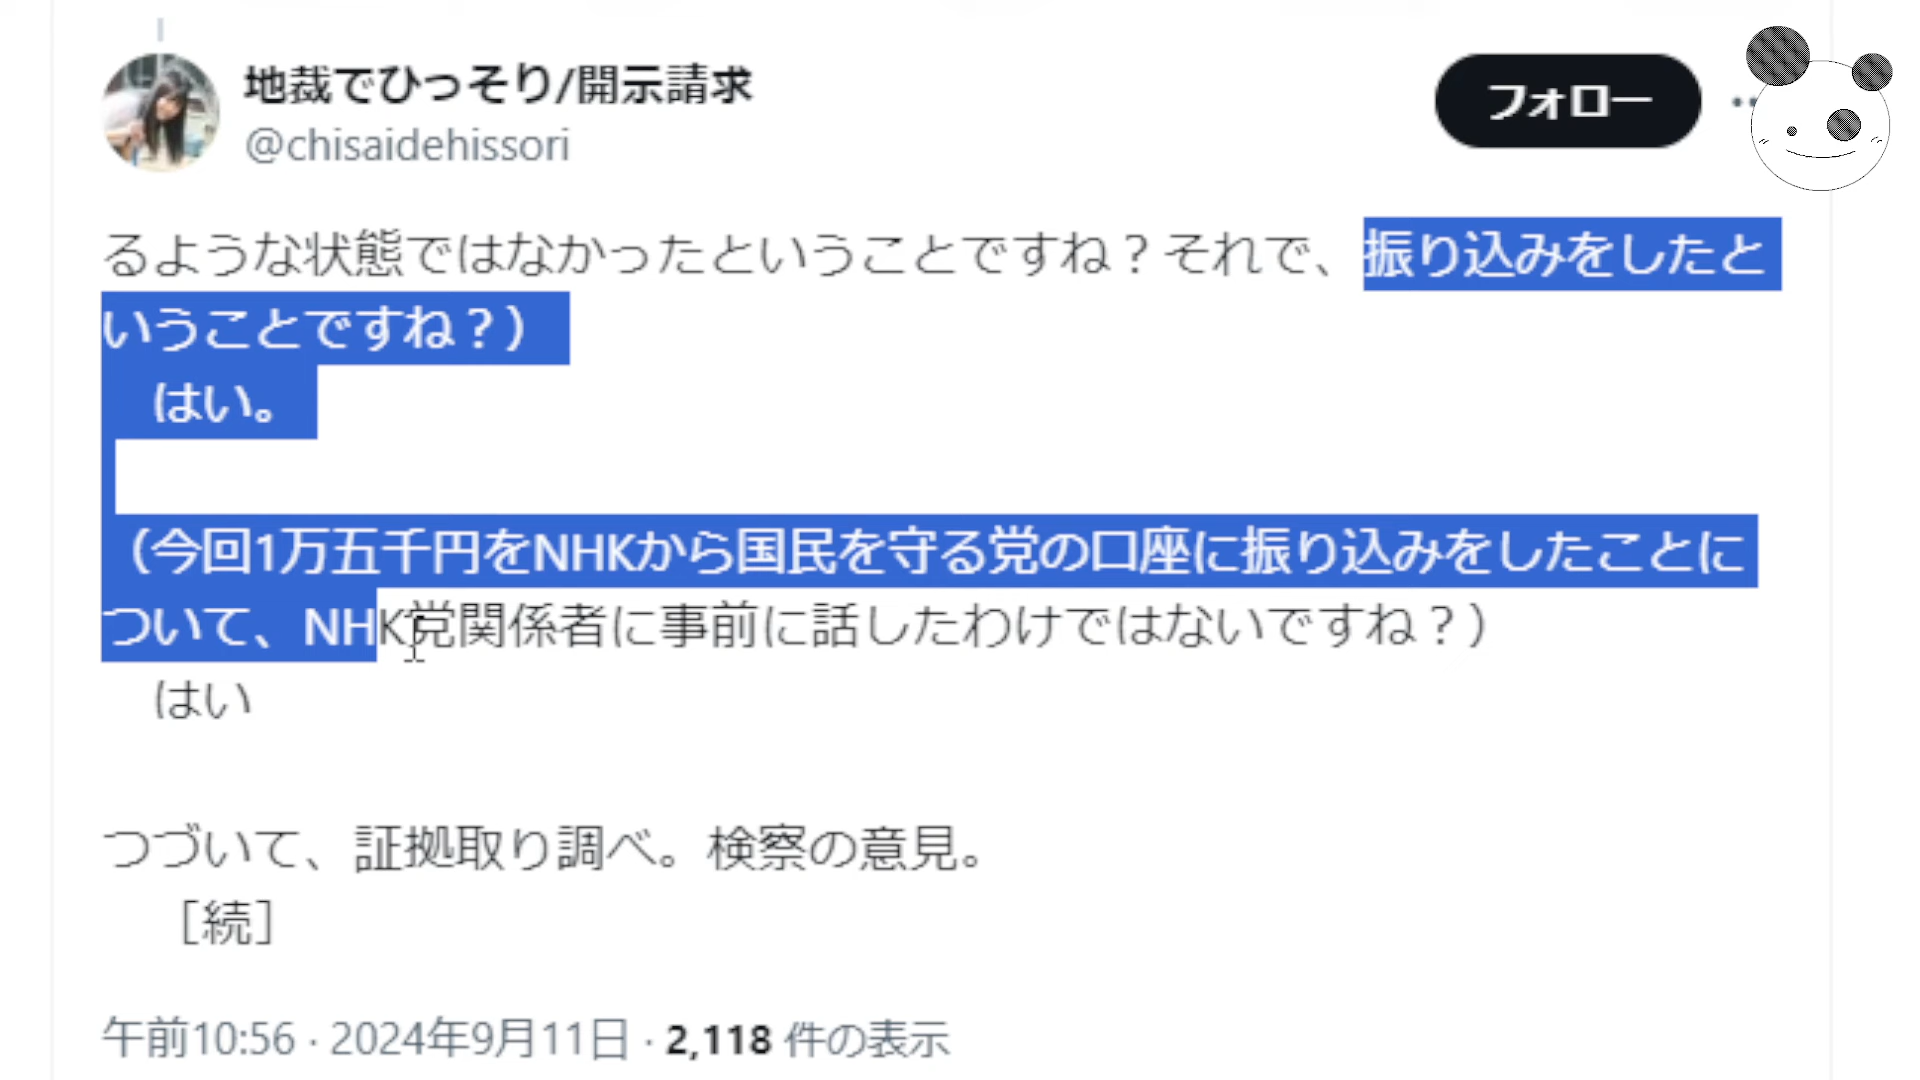 地裁でひっそり/開示請求
フォロー
@chisaidehissori
るような状態ではなかったということですね？それで、振り込みをしたと
いうことですね？）
はい。
（今回1万五千円をNHKから国民を守る党の口座に振り込みをしたことに
ついて、NHK党関係者に事前に話したわけではないですね？）
はい
つづいて、証拠取り調べ。検察の意見。
［続］
午前10:56 · 2024年9月11日 · 2,118 件の表示